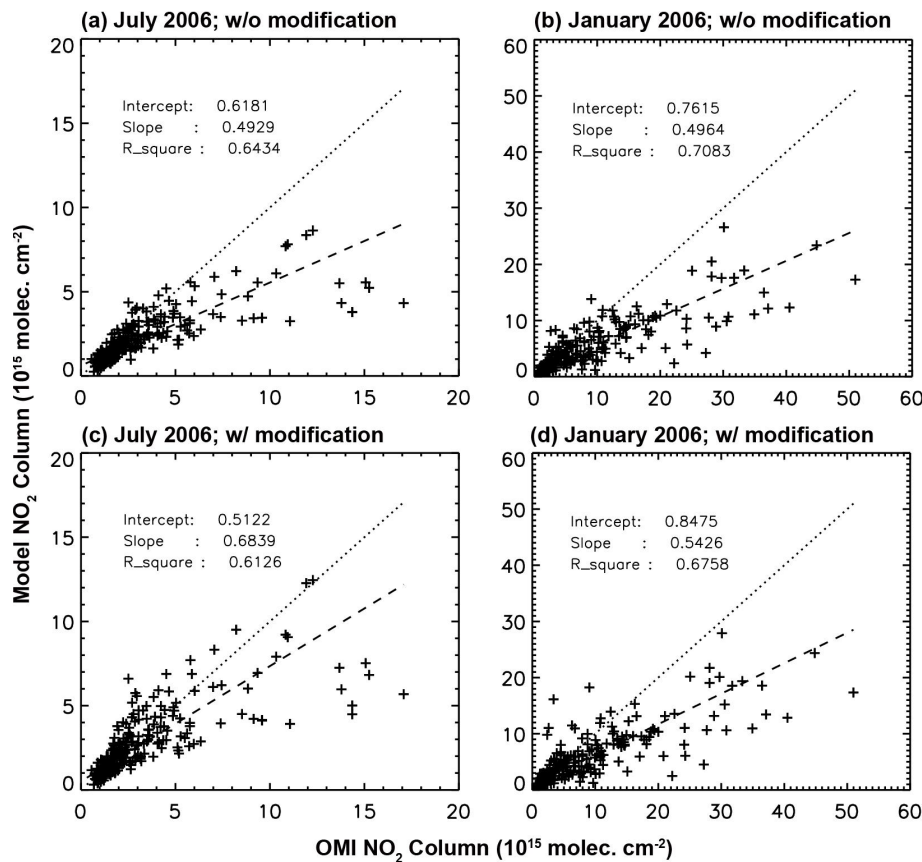 (a) July 2006; w/o modification
20
15
10
5
0
Intercept: 0.6181
Slope : 0.4929
R_square : 0.6434
0 5 10 15 20
(b) January 2006; w/o modification
60
50
40
30
20
10
0
Intercept: 0.7615
Slope : 0.4964
R_square : 0.7083
0 10 20 30 40 50 60
(c) July 2006; w/ modification
20
15
10
5
0
Intercept: 0.5122
Slope : 0.6839
R_square : 0.6126
0 5 10 15 20
(d) January 2006; w/ modification
60
50
40
30
20
10
0
Intercept: 0.8475
Slope : 0.5426
R_square : 0.6758
0 10 20 30 40 50 60
Model NO₂ Column (10¹⁵ molec. cm⁻²)
OMI NO₂ Column (10¹⁵ molec. cm⁻²)